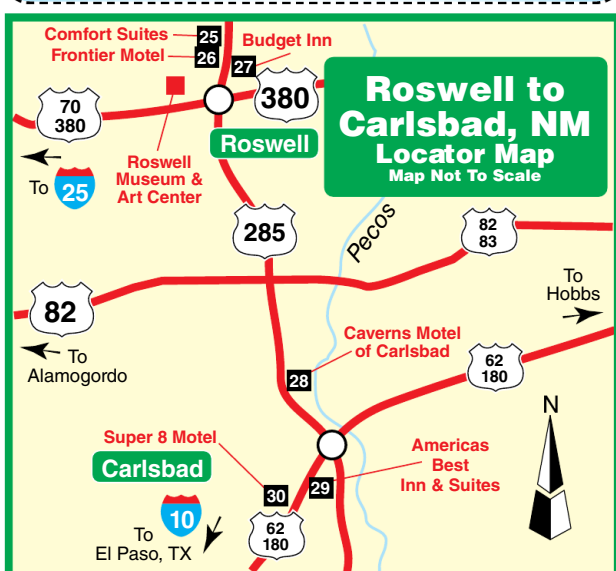 Comfort Suites 25
Frontier Motel 26
Budget Inn
27
70
380
380
Roswell to
Carlsbad, NM
Locator Map
Map Not To Scale
Roswell
Roswell
Museum &
Art Center
To 25
285
Pecos
82
83
82
To
Hobbs
To
Alamogordo
Caverns Motel
of Carlsbad
28
62
180
N
Super 8 Motel
Carlsbad
Americas
Best
Inn & Suites
30
29
10
To
El Paso, TX
62
180